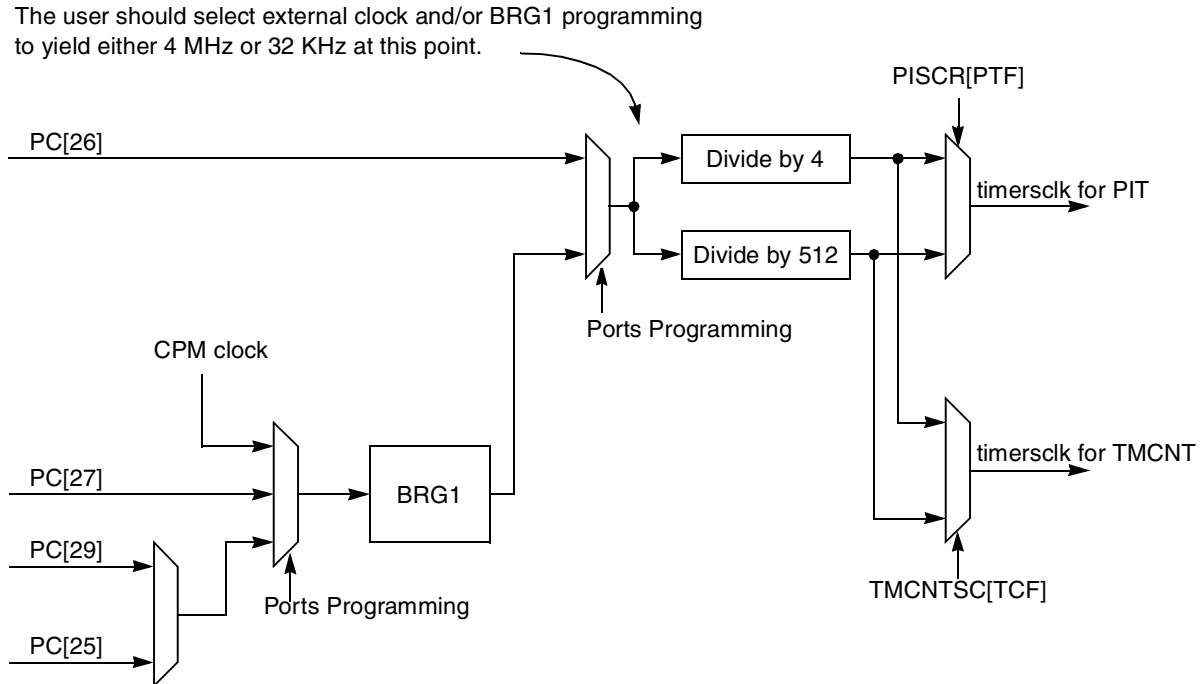 The user should select external clock and/or BRG1 programming
to yield either 4 MHz or 32 KHz at this point.
PISCR[PTF]
PC[26]
Divide by 4
timersclk for PIT
Divide by 512
Ports Programming
CPM clock
timersclk for TMCNT
PC[27]
BRG1
PC[29]
TMCNTSC[TCF]
Ports Programming
PC[25]